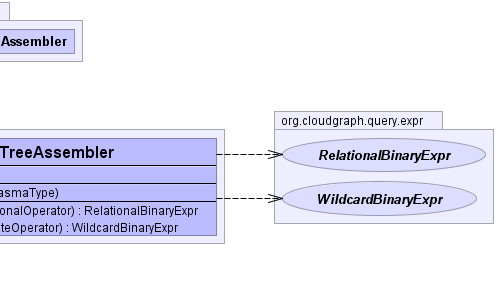 Assembler
org.cloudgraph.query.expr
TreeAssembler
RelationalBinaryExpr
asmaType)
WildcardBinaryExpr
onalOperator) : RelationalBinaryExpr
teOperator) : WildcardBinaryExpr